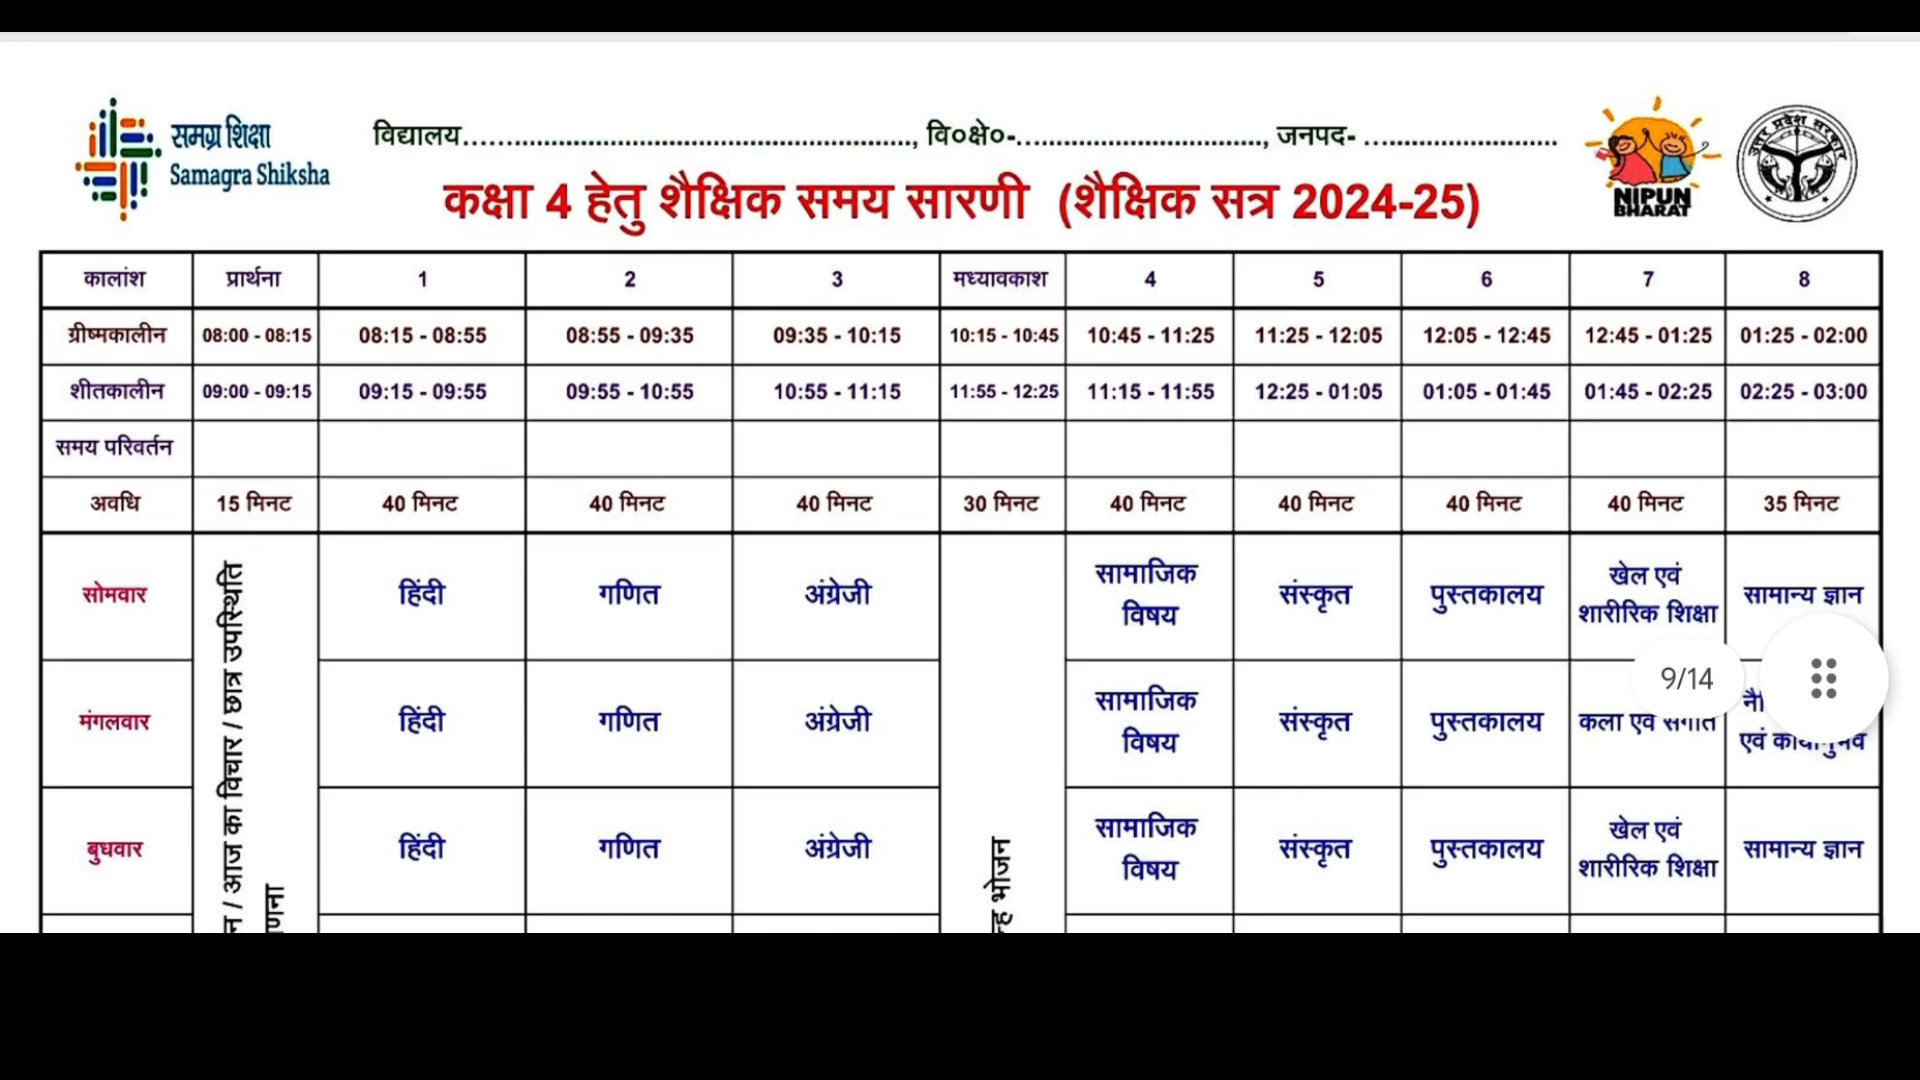 समग्र शिक्षा
Samagra Shiksha
विद्यालय........................................................, वि०क्षे०-................................, जनपद- ........................
कक्षा 4 हेतु शैक्षिक समय सारणी (शैक्षिक सत्र 2024-25)
NIPUN
BHARAT
उत्तर प्रदेश सरकार
कालांश प्रार्थना 1 2 3 मध्यावकाश 4 5 6 7 8
ग्रीष्मकालीन 08:00 - 08:15 08:15 - 08:55 08:55 - 09:35 09:35 - 10:15 10:15 - 10:45 10:45 - 11:25 11:25 - 12:05 12:05 - 12:45 12:45 - 01:25 01:25 - 02:00
शीतकालीन 09:00 - 09:15 09:15 - 09:55 09:55 - 10:55 10:55 - 11:15 11:55 - 12:25 11:15 - 11:55 12:25 - 01:05 01:05 - 01:45 01:45 - 02:25 02:25 - 03:00
समय परिवर्तन
अवधि 15 मिनट 40 मिनट 40 मिनट 40 मिनट 30 मिनट 40 मिनट 40 मिनट 40 मिनट 40 मिनट 35 मिनट
सोमवार हिंदी गणित अंग्रेजी सामाजिक विषय संस्कृत पुस्तकालय खेल एवं शारीरिक शिक्षा सामान्य ज्ञान
मंगलवार हिंदी गणित अंग्रेजी सामाजिक विषय संस्कृत पुस्तकालय कला एवं संगीत एवं
बुधवार हिंदी गणित अंग्रेजी सामाजिक विषय संस्कृत पुस्तकालय खेल एवं शारीरिक शिक्षा सामान्य ज्ञान
/ आज का विचार / छात्र उपस्थिति
भोजन
9/14